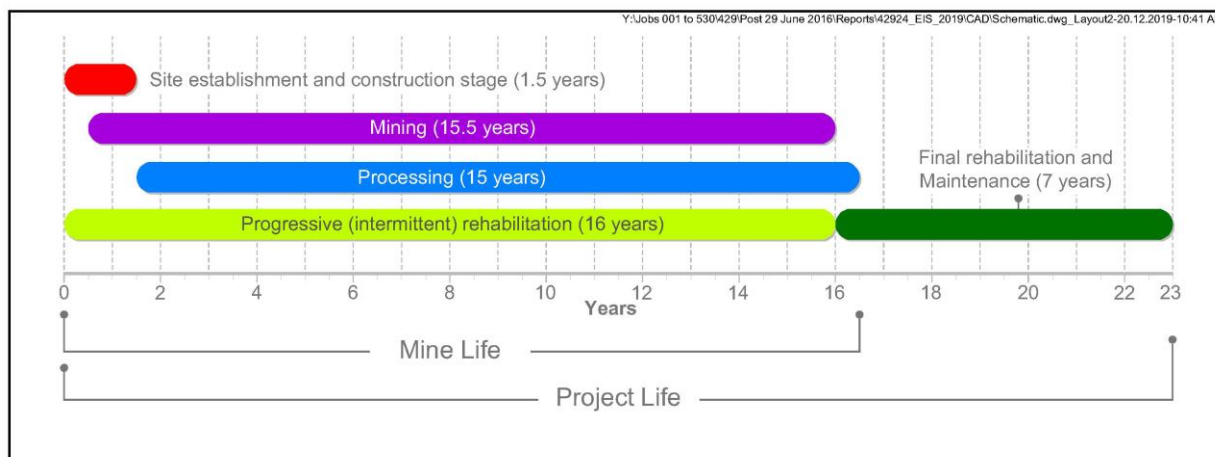 Y:\Jobs 001 to 530\429\Post 29 June 2016\Reports\42924_EIS_2019\CAD\Schematic.dwg_Layout2-20.12.2019-10:41 A
Site establishment and construction stage (1.5 years)
Mining (15.5 years)
Processing (15 years)
Final rehabilitation and
Maintenance (7 years)
Progressive (intermittent) rehabilitation (16 years)
0 2 4 6 8 10 12 14 16 18 20 22 23
Years
Mine Life
Project Life